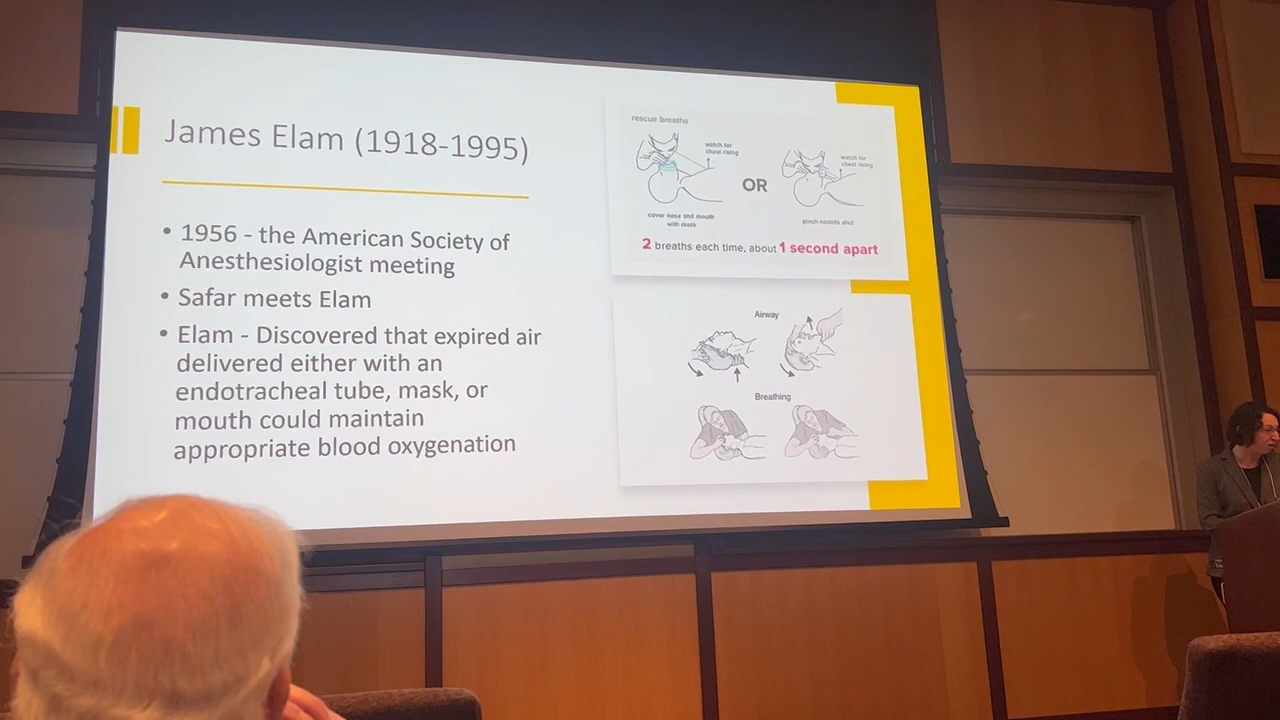 James Elam (1918-1995)
• 1956 - the American Society of
Anesthesiologist meeting
• Safar meets Elam
• Elam - Discovered that expired air
delivered either with an
endotracheal tube, mask, or
mouth could maintain
appropriate blood oxygenation
rescue breaths
watch for
chest rising
OR
watch for
chest rising
cover nose and mouth
with mask
pinch nostrils shut
2 breaths each time, about 1 second apart
Airway
Breathing